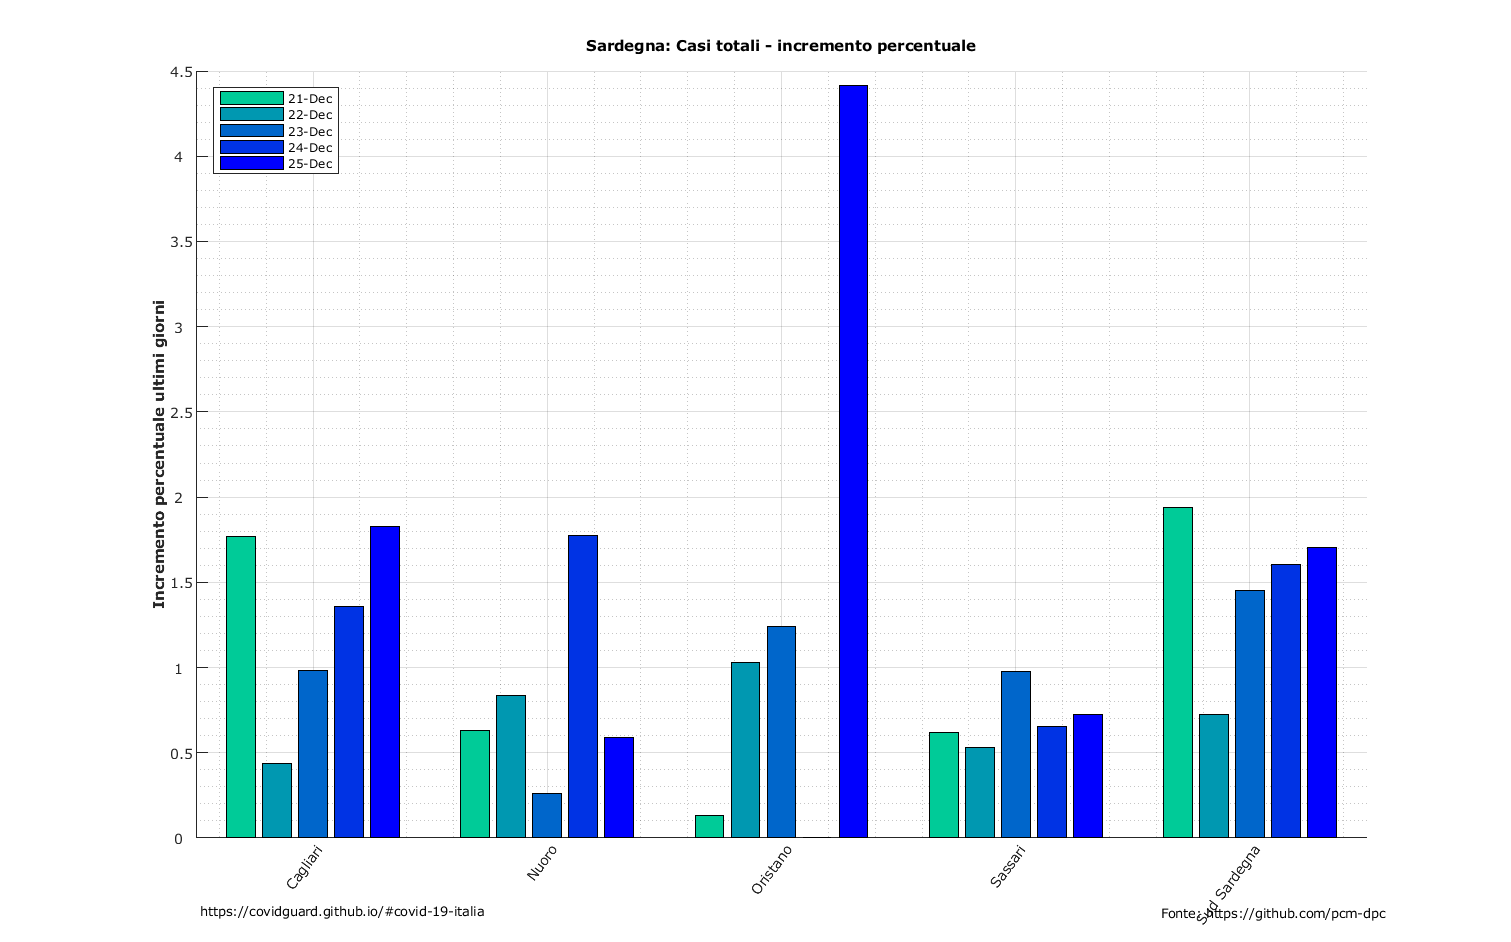 Sardegna: Casi totali - incremento percentuale
4.5
4
3.5
3
2.5
2
1.5
1
0.5
0
Incremento percentuale ultimi giorni
21-Dec
22-Dec
23-Dec
24-Dec
25-Dec
Cagliari
Nuoro
Oristano
Sassari
Sud Sardegna
https://covidguard.github.io/#covid-19-italia
Fonte: https://github.com/pcm-dpc